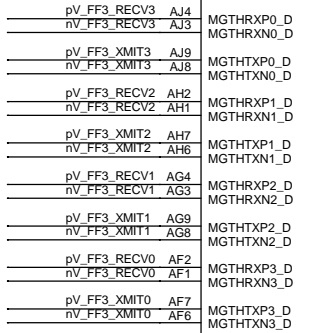 pV_FF3_RECV3 AJ4 MGTHRXP0_D
nV_FF3_RECV3 AJ3 MGTHRXN0_D
pV_FF3_XMIT3 AJ9 MGTHTXP0_D
nV_FF3_XMIT3 AJ8 MGTHTXN0_D
pV_FF3_RECV2 AH2 MGTHRXP1_D
nV_FF3_RECV2 AH1 MGTHRXN1_D
pV_FF3_XMIT2 AH7 MGTHTXP1_D
nV_FF3_XMIT2 AH6 MGTHTXN1_D
pV_FF3_RECV1 AG4 MGTHRXP2_D
nV_FF3_RECV1 AG3 MGTHRXN2_D
pV_FF3_XMIT1 AG9 MGTHTXP2_D
nV_FF3_XMIT1 AG8 MGTHTXN2_D
pV_FF3_RECV0 AF2 MGTHRXP3_D
nV_FF3_RECV0 AF1 MGTHRXN3_D
pV_FF3_XMIT0 AF7 MGTHTXP3_D
nV_FF3_XMIT0 AF6 MGTHTXN3_D